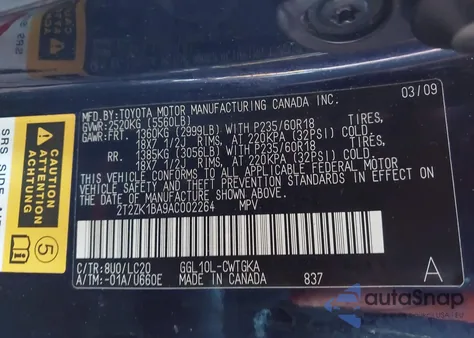 MFD. BY:TOYOTA MOTOR MANUFACTURING CANADA INC. 03/09
GVWR: 2520KG (5560LB)
GAWR:FRT. 1360KG (2999LB) WITH P235/60R18 TIRES,
18X7 1/2J RIMS, AT 220KPA (32PSI) COLD.
RR. 1385KG (3056LB) WITH P235/60R18 TIRES,
18X7 1/2J RIMS, AT 220KPA (32PSI) COLD.
THIS VEHICLE CONFORMS TO ALL APPLICABLE FEDERAL MOTOR
VEHICLE SAFETY AND THEFT PREVENTION STANDARDS IN EFFECT ON
THE DATE OF MANUFACTURE SHOWN ABOVE.
2T2ZK1BA9AC002264 MPV
C/TR: 8U0/LC20 GGL10L-CWTGKA A
A/TM: -01A/U660E MADE IN CANADA 837
CAUTION
ATTENTION
ACHTUNG
5
SRS SIDE
autoSnap